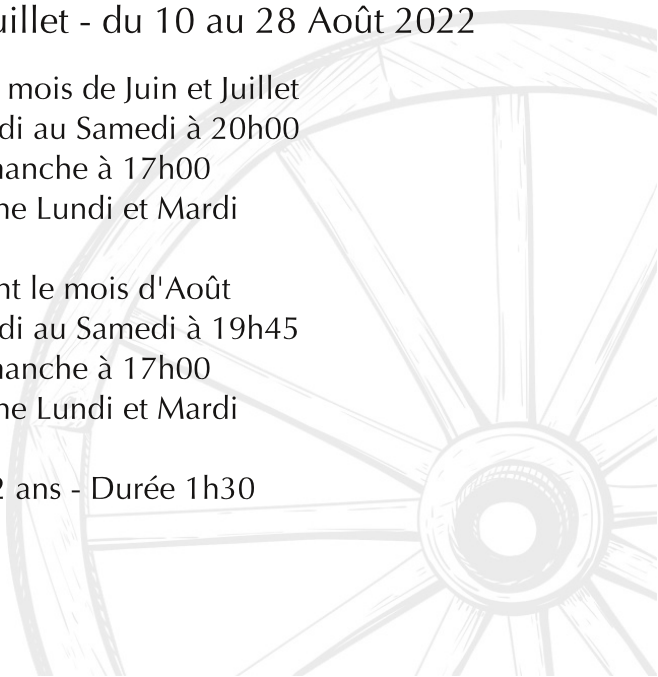 uillet - du 10 au 28 Août 2022
mois de Juin et Juillet
di au Samedi à 20h00
manche à 17h00
ne Lundi et Mardi
nt le mois d'Août
di au Samedi à 19h45
manche à 17h00
ne Lundi et Mardi
2 ans - Durée 1h30